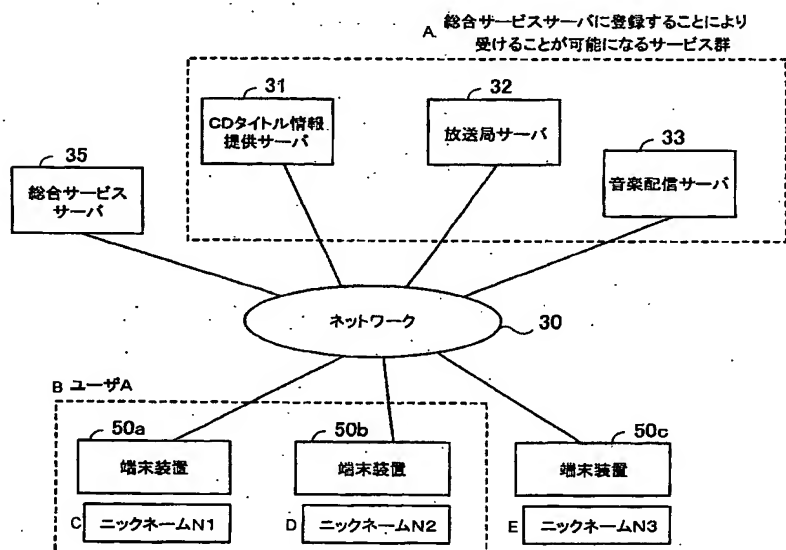 A. 総合サービスサーバに登録することにより
受けることが可能になるサービス群
31
CDタイトル情報
提供サーバ
32
放送局サーバ
33
音楽配信サーバ
35
総合サービス
サーバ
ネットワーク
30
B ユーザA
50a
端末装置
50b
端末装置
50c
端末装置
C ニックネームN1
D ニックネームN2
E ニックネームN3